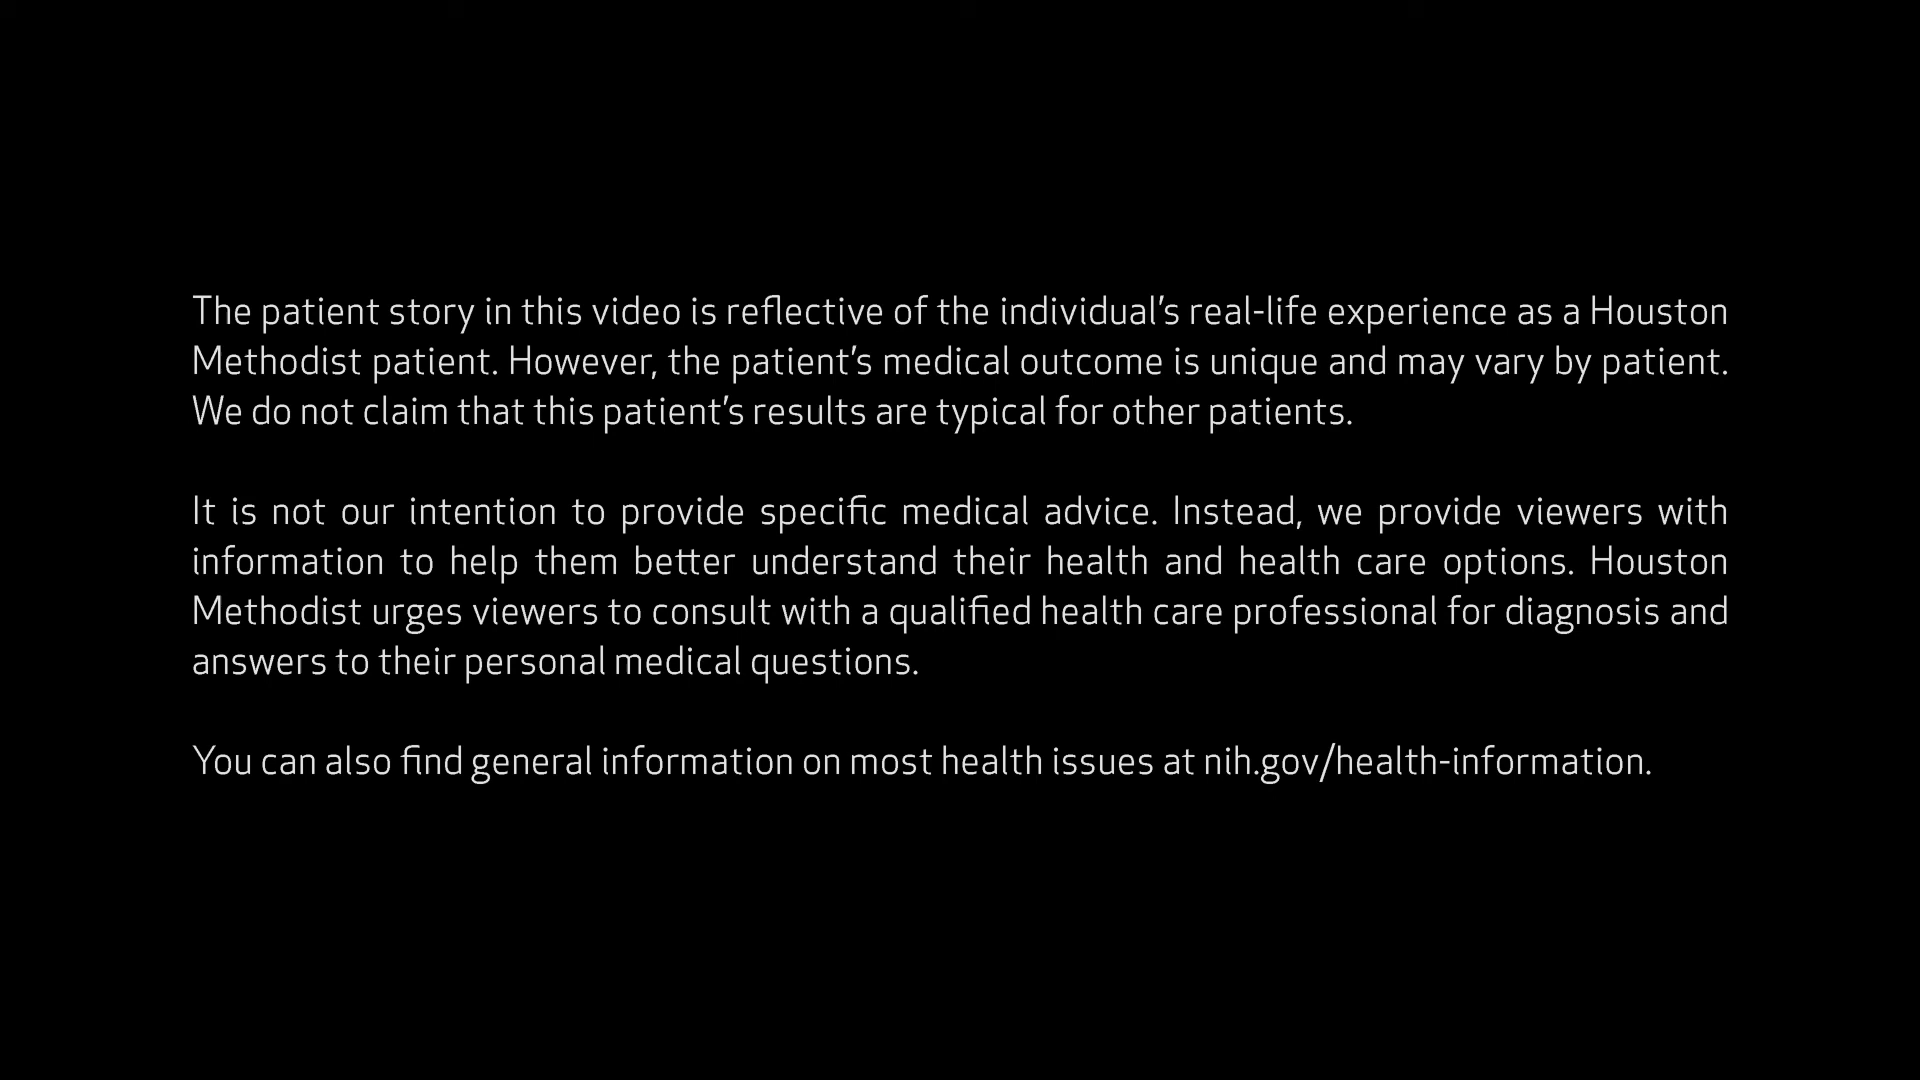 The patient story in this video is reflective of the individual’s real-life experience as a Houston
Methodist patient. However, the patient’s medical outcome is unique and may vary by patient.
We do not claim that this patient’s results are typical for other patients.
It is not our intention to provide specific medical advice. Instead, we provide viewers with
information to help them better understand their health and health care options. Houston
Methodist urges viewers to consult with a qualified health care professional for diagnosis and
answers to their personal medical questions.
You can also find general information on most health issues at nih.gov/health-information.